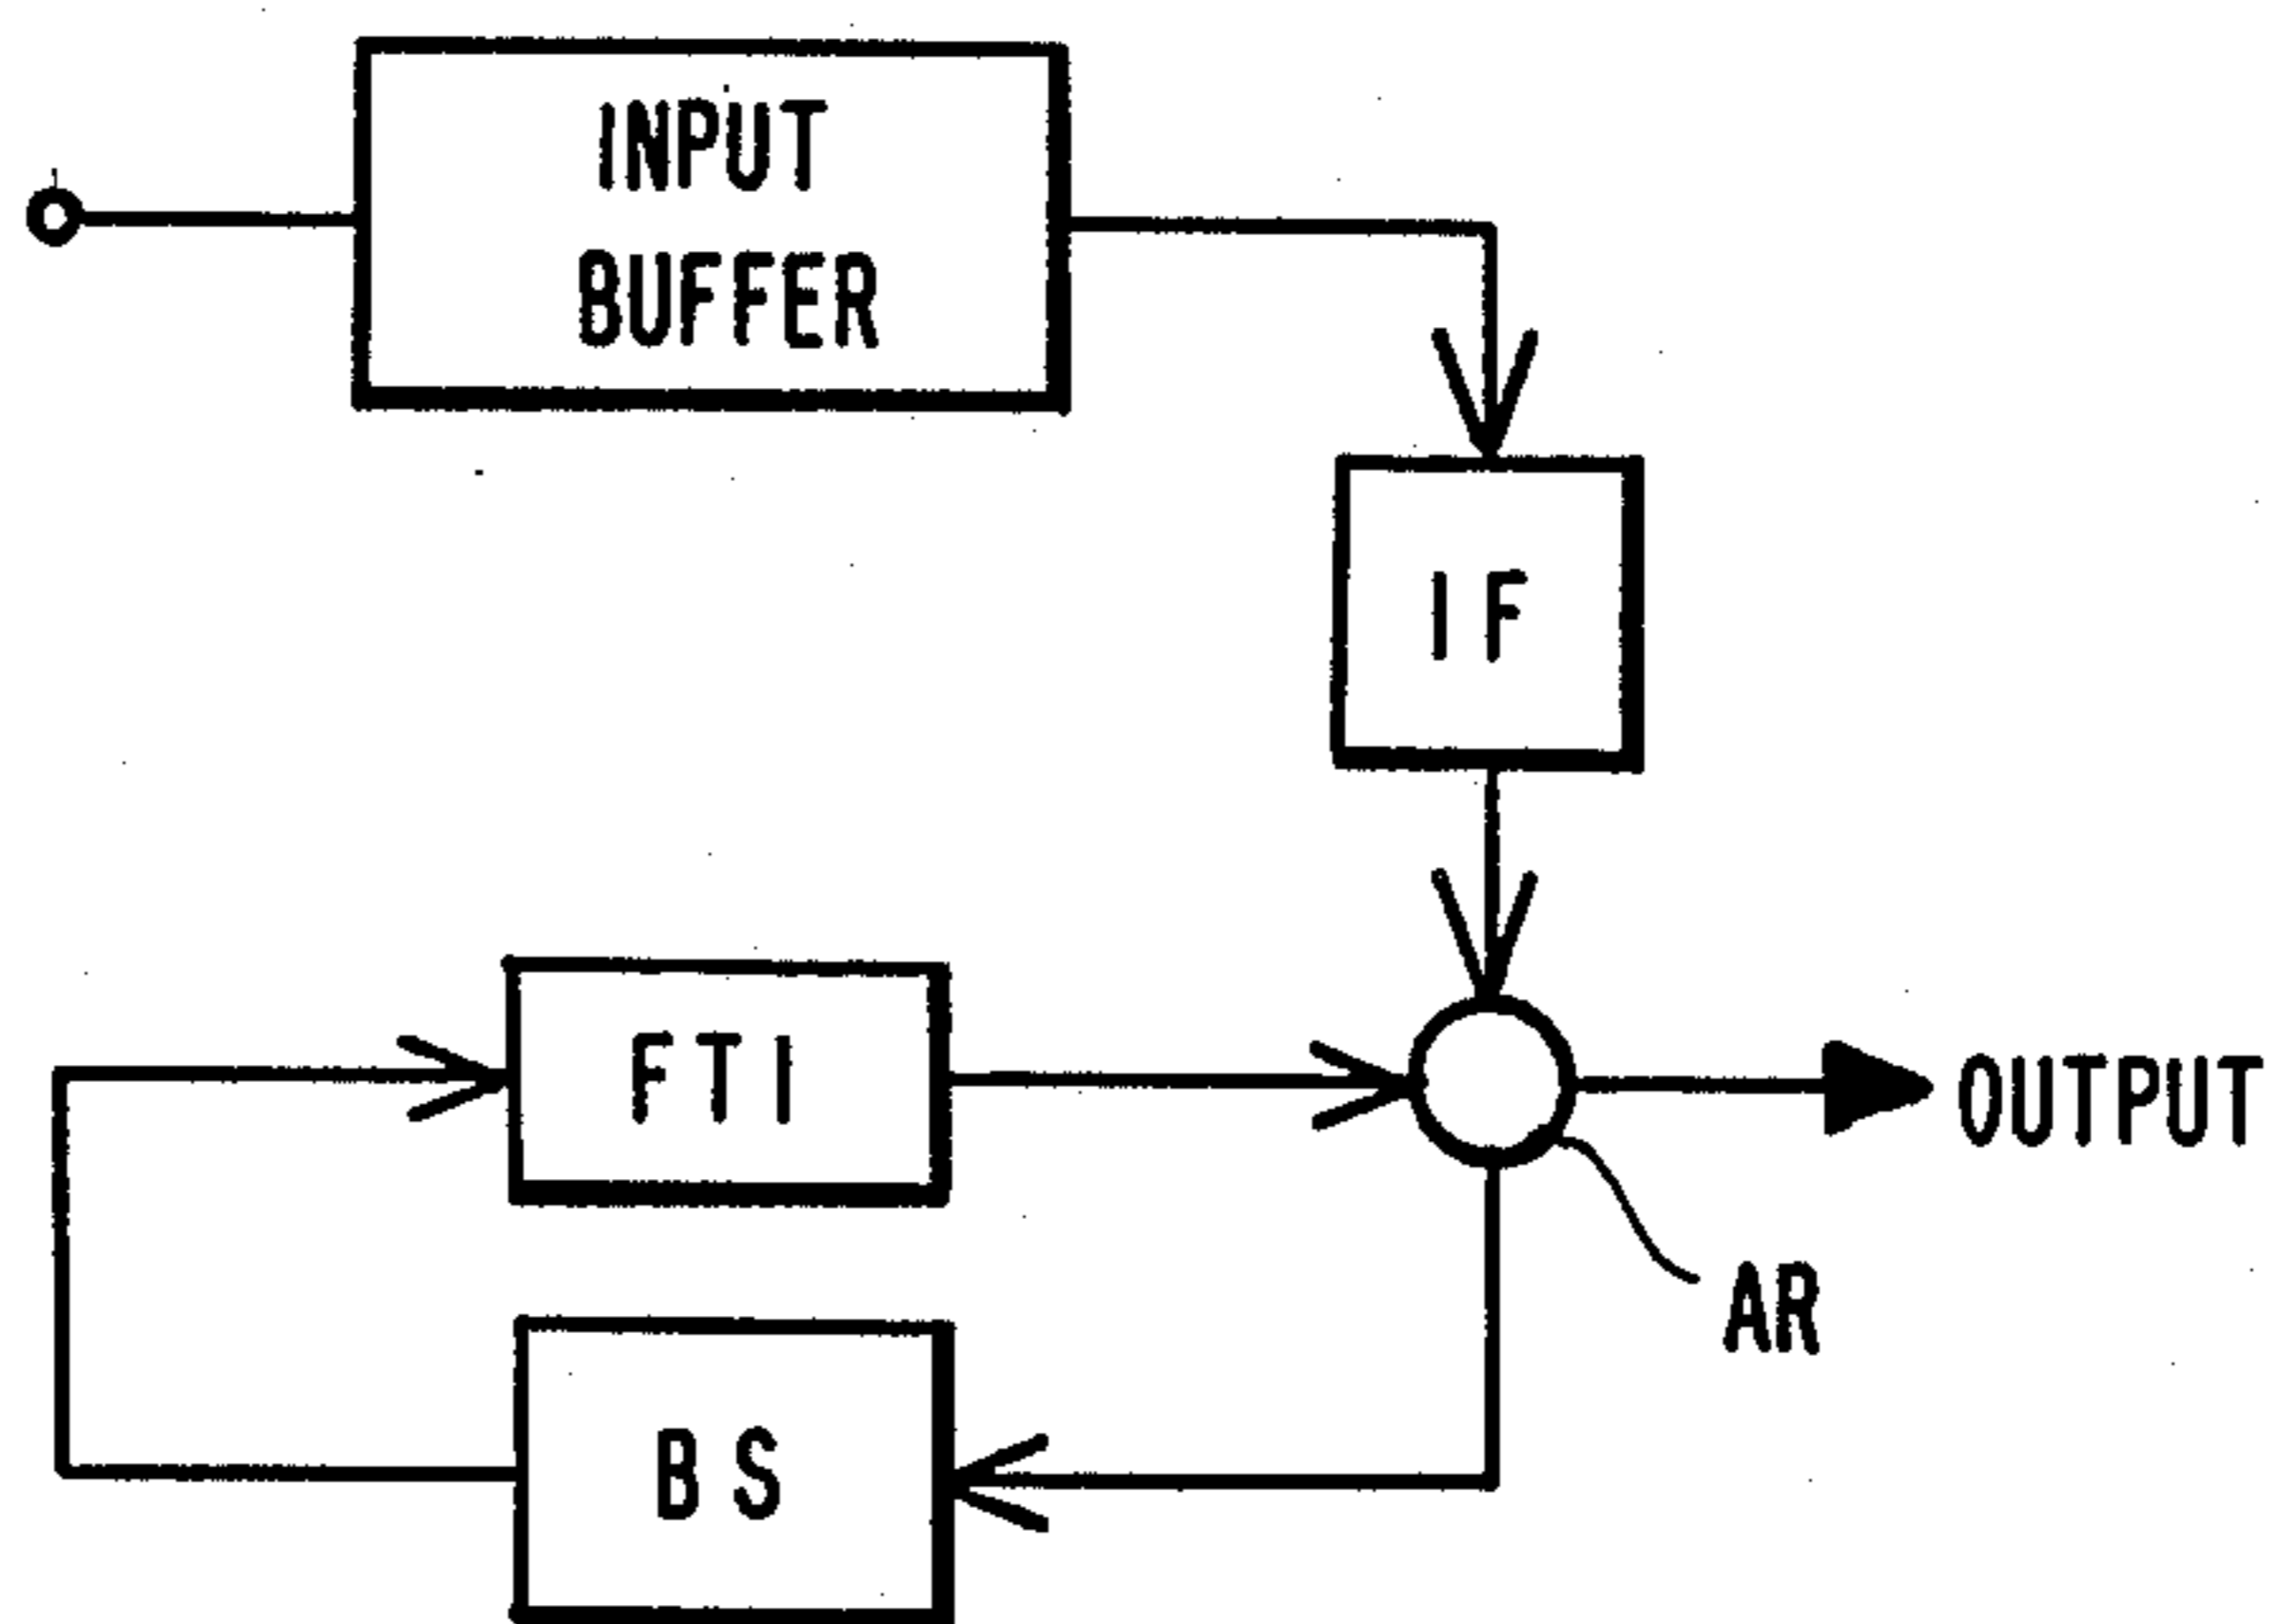 INPUT
BUFFER
IF
FTI
OUTPUT
AR
BS